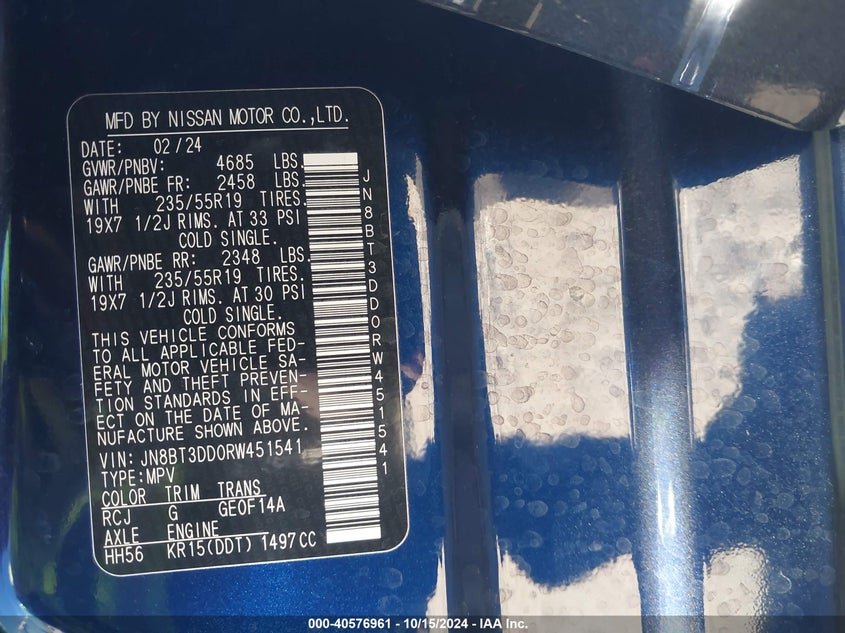 MFD BY NISSAN MOTOR CO.,LTD.
DATE: 02/24
GVWR/PNBV: 4685 LBS.
GAWR/PNBE FR: 2458 LBS.
WITH 235/55R19 TIRES.
19X7 1/2J RIMS. AT 33 PSI
COLD SINGLE.
GAWR/PNBE RR: 2348 LBS.
WITH 235/55R19 TIRES.
19X7 1/2J RIMS. AT 30 PSI
COLD SINGLE.
THIS VEHICLE CONFORMS
TO ALL APPLICABLE FED-
ERAL MOTOR VEHICLE SA-
FETY AND THEFT PREVEN-
TION STANDARDS IN EFF-
ECT ON THE DATE OF MA-
NUFACTURE SHOWN ABOVE.
VIN: JN8BT3DD0RW451541
TYPE:MPV
COLOR TRIM TRANS
RCJ G GE0F14A
AXLE ENGINE
HH56 KR15(DDT) 1497CC
JN8BT3DD0RW451541
000-40576961 - 10/15/2024 - IAA Inc.